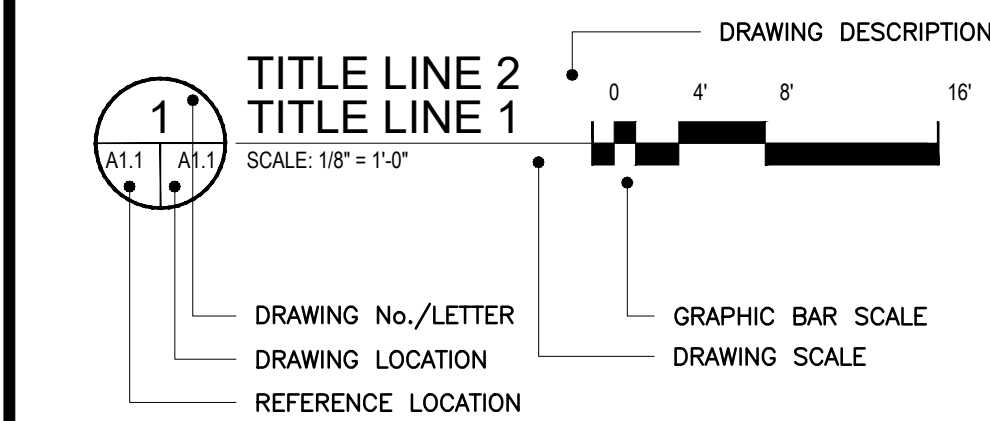 DRAWING DESCRIPTION
TITLE LINE 2
TITLE LINE 1
SCALE: 1/8" = 1'-0"
0 4' 8' 16'
1
A1.1 A1.1
DRAWING No./LETTER
DRAWING LOCATION
REFERENCE LOCATION
GRAPHIC BAR SCALE
DRAWING SCALE